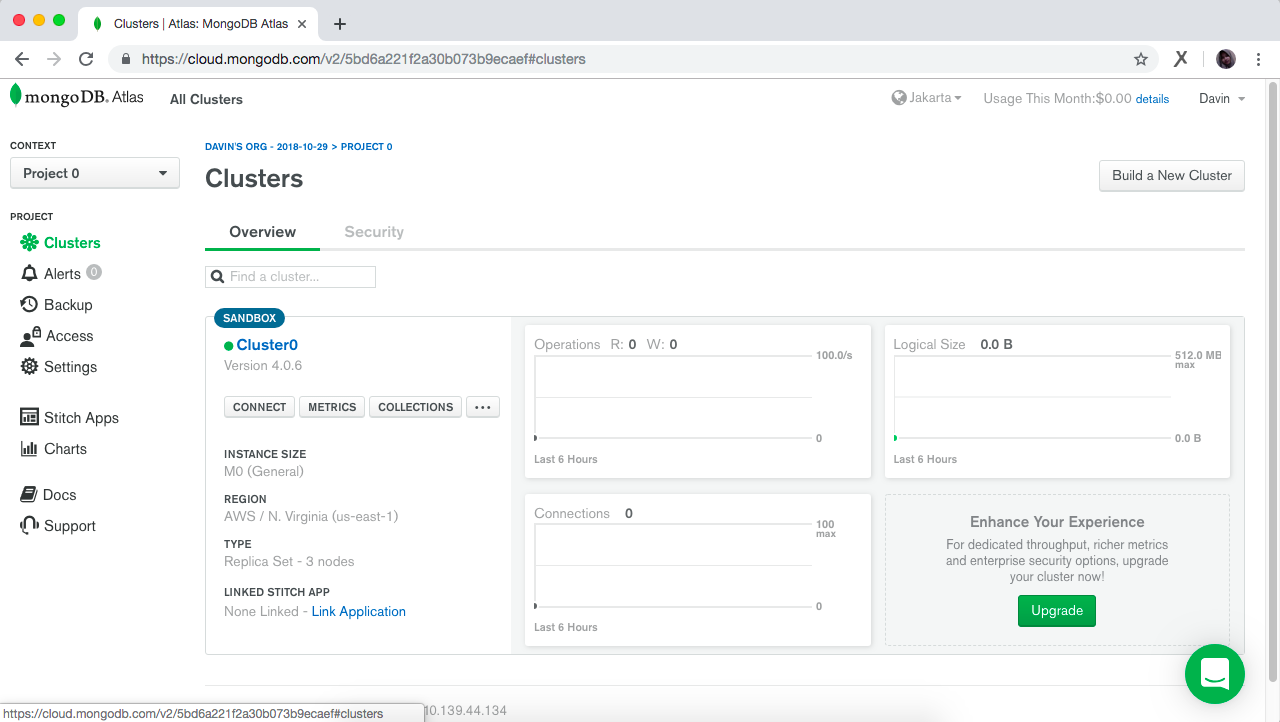 Clusters | Atlas: MongoDB Atlas
https://cloud.mongodb.com/v2/5bd6a221f2a30b073b9ecaef#clusters
mongoDB. Atlas
All Clusters
Jakarta
Usage This Month:$0.00 details
Davin
CONTEXT
Project 0
PROJECT
Clusters
Alerts 0
Backup
Access
Settings
Stitch Apps
Charts
Docs
Support
DAVIN'S ORG - 2018-10-29 > PROJECT 0
Clusters
Build a New Cluster
Overview
Security
Find a cluster...
SANDBOX
Cluster0
Version 4.0.6
CONNECT
METRICS
COLLECTIONS
...
INSTANCE SIZE
M0 (General)
REGION
AWS / N. Virginia (us-east-1)
TYPE
Replica Set - 3 nodes
LINKED STITCH APP
None Linked - Link Application
Operations R: 0 W: 0
100.0/s
0
Last 6 Hours
Logical Size 0.0 B
512.0 MB
max
0.0 B
Last 6 Hours
Connections 0
100
max
0
Last 6 Hours
Enhance Your Experience
For dedicated throughput, richer metrics
and enterprise security options, upgrade
your cluster now!
Upgrade
https://cloud.mongodb.com/v2/5bd6a221f2a30b073b9ecaef#clusters
10.139.44.134